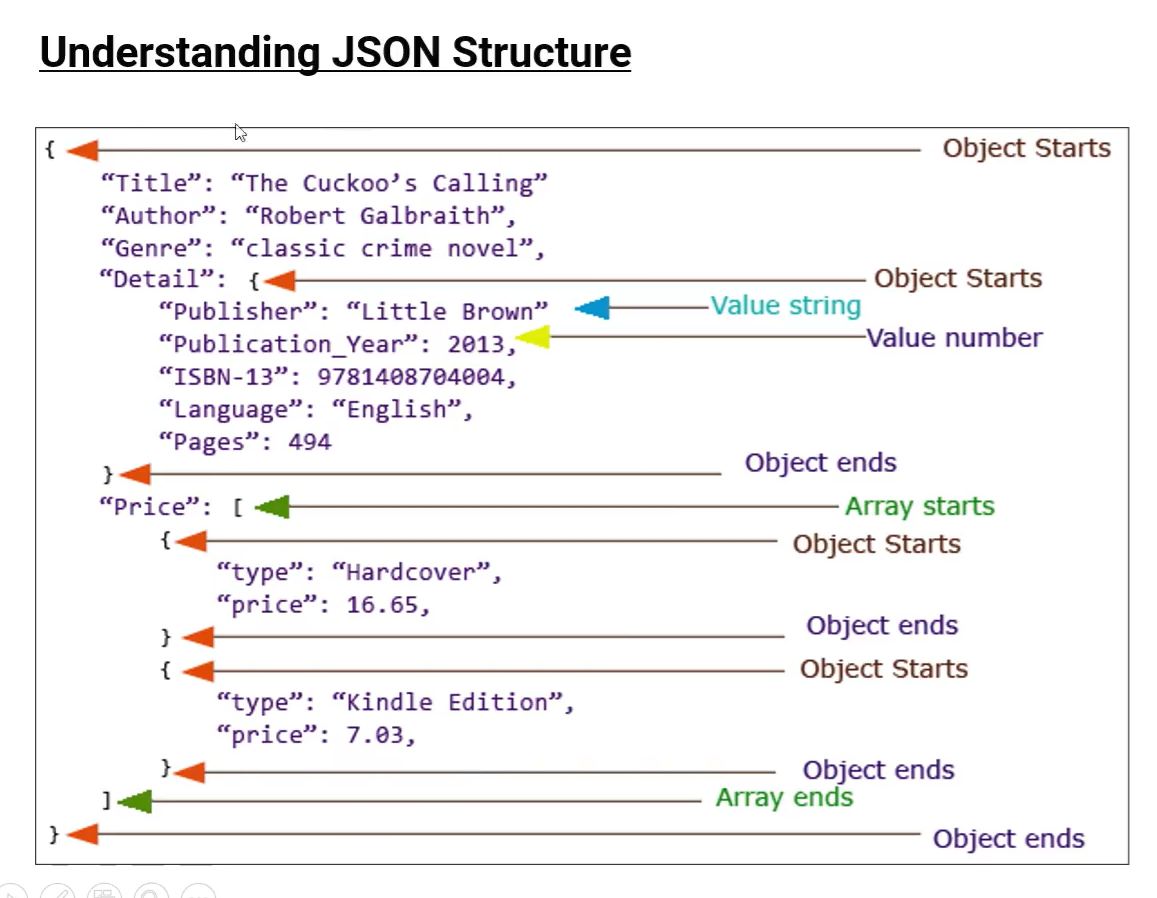 Understanding JSON Structure
{ Object Starts
“Title”: “The Cuckoo’s Calling”
“Author”: “Robert Galbraith”,
“Genre”: “classic crime novel”,
“Detail”: { Object Starts
“Publisher”: “Little Brown” Value string
“Publication_Year”: 2013, Value number
“ISBN-13”: 9781408704004,
“Language”: “English”,
“Pages”: 494
} Object ends
“Price”: [ Array starts
{ Object Starts
“type”: “Hardcover”,
“price”: 16.65,
} Object ends
{ Object Starts
“type”: “Kindle Edition”,
“price”: 7.03,
} Object ends
] Array ends
} Object ends